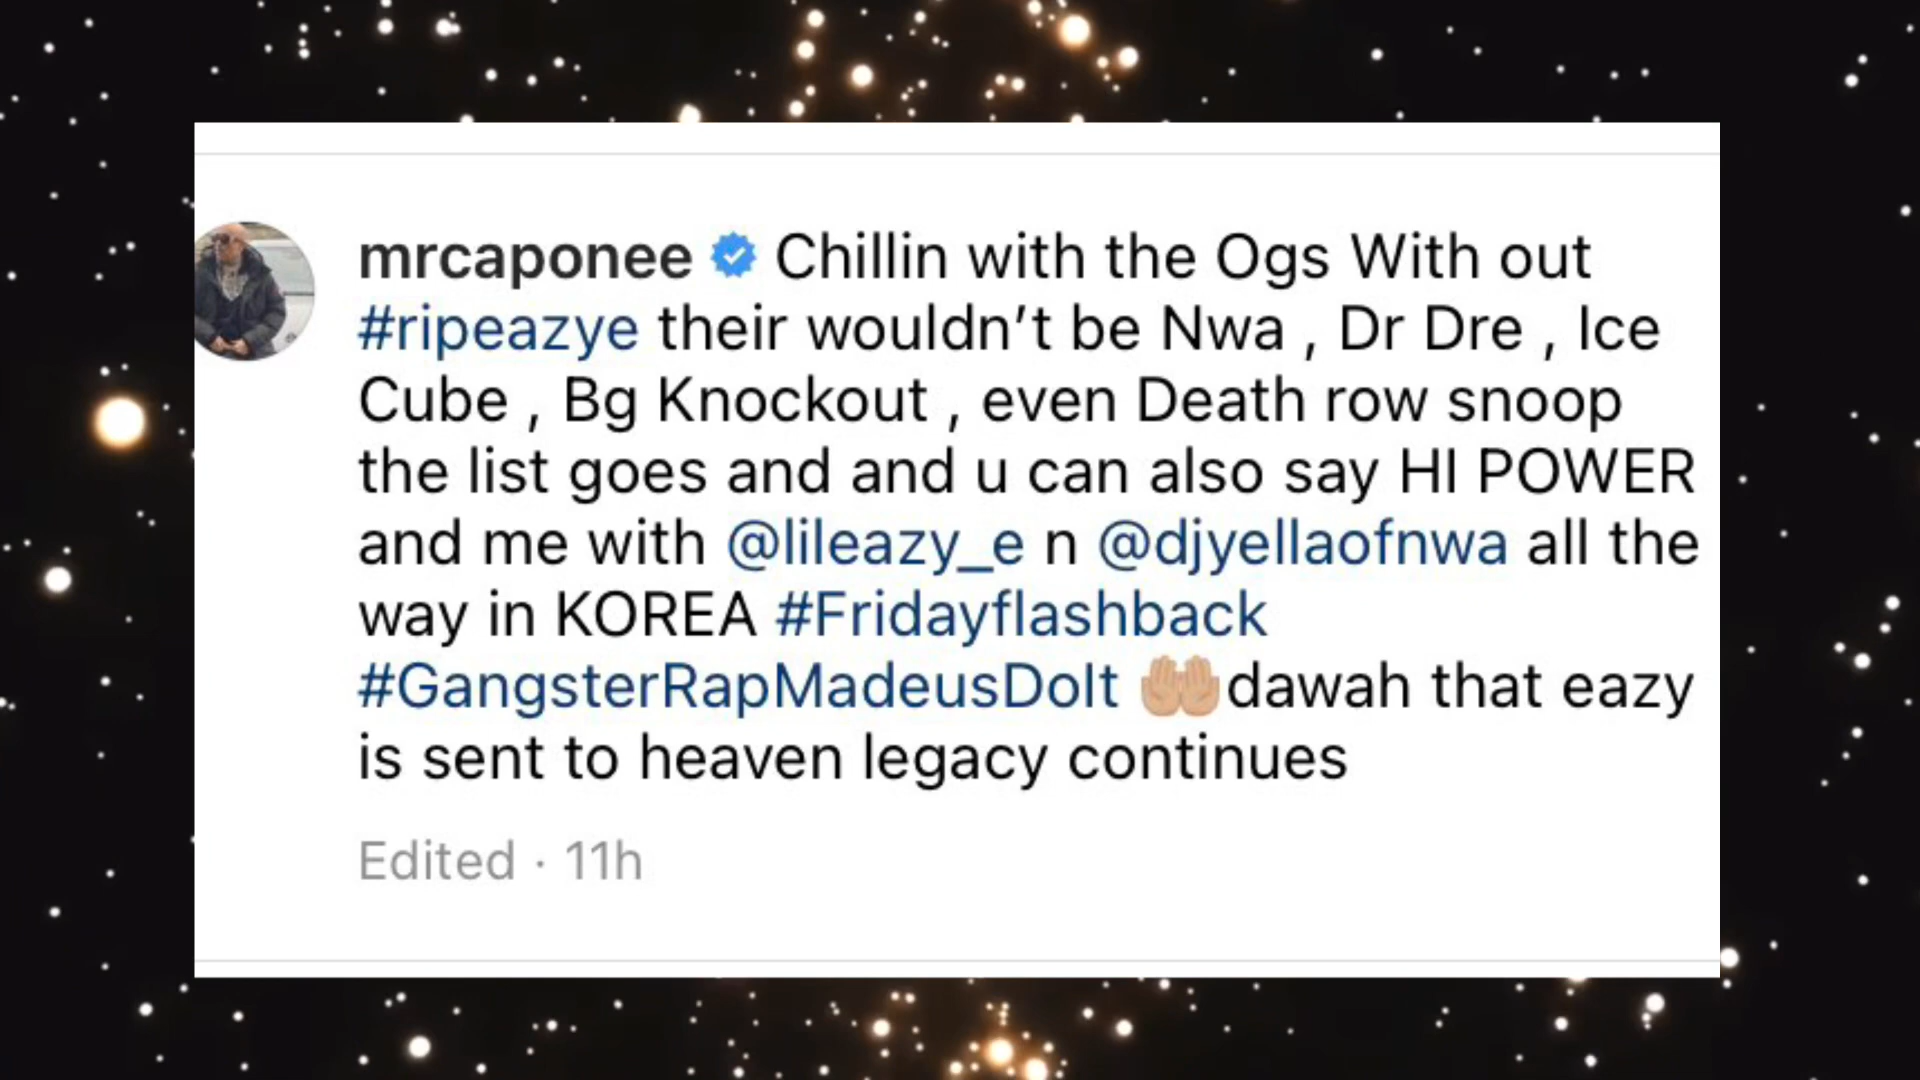 mrcaponee Chillin with the Ogs With out
#ripeazye their wouldn’t be Nwa , Dr Dre , Ice
Cube , Bg Knockout , even Death row snoop
the list goes and and u can also say HI POWER
and me with @lileazy_e n @djyellaofnwa all the
way in KOREA #Fridayflashback
#GangsterRapMadeusDoIt 🤲🏼dawah that eazy
is sent to heaven legacy continues
Edited · 11h